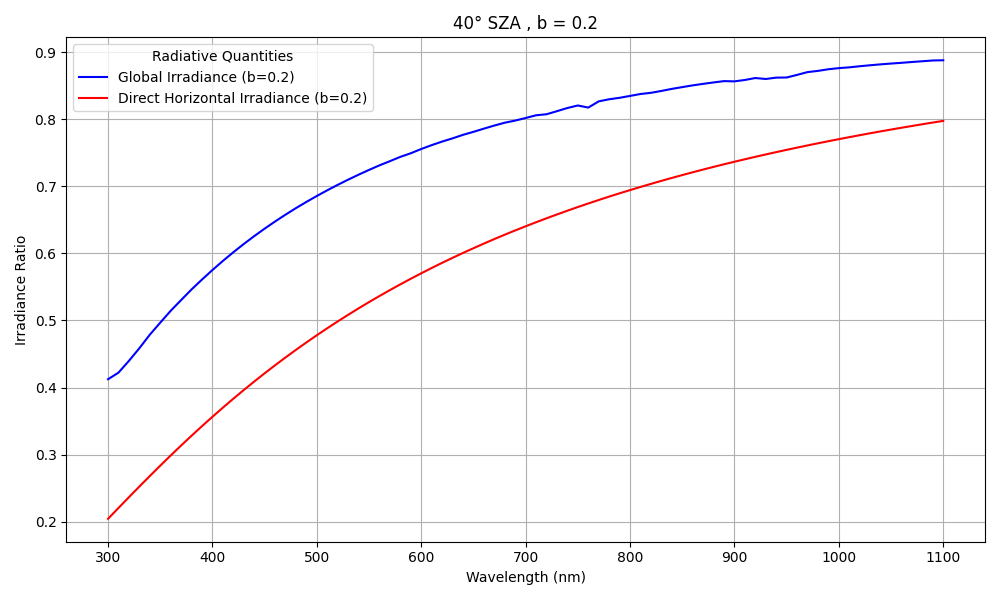 40° SZA , b = 0.2
Radiative Quantities
Global Irradiance (b=0.2)
Direct Horizontal Irradiance (b=0.2)
Irradiance Ratio
0.9
0.8
0.7
0.6
0.5
0.4
0.3
0.2
300 400 500 600 700 800 900 1000 1100
Wavelength (nm)